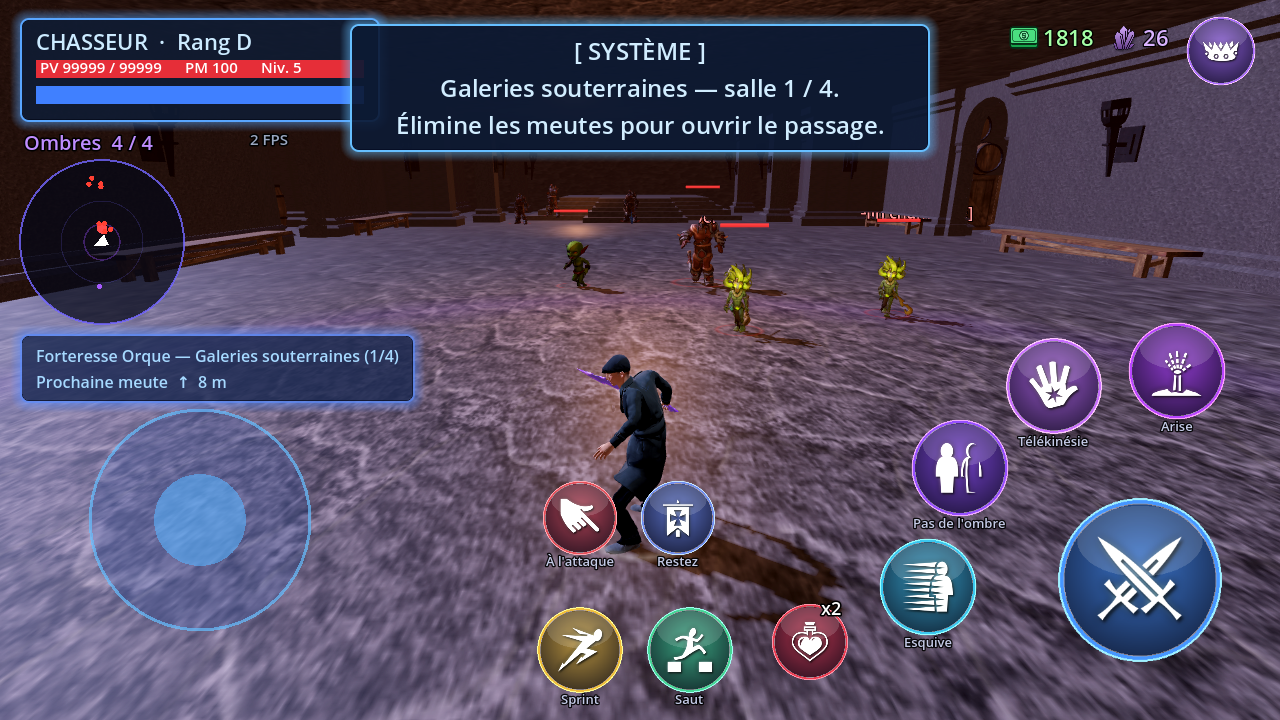 CHASSEUR · Rang D
PV 99999 / 99999 PM 100 Niv. 5
[ SYSTÈME ]
Galeries souterraines — salle 1 / 4.
Élimine les meutes pour ouvrir le passage.
1818
26
Ombres 4 / 4
2 FPS
Forteresse Orque — Galeries souterraines (1/4)
Prochaine meute ↑ 8 m
Télékinésie
Arise
Pas de l'ombre
À l'attaque
Restez
x2
Esquive
Sprint
Saut